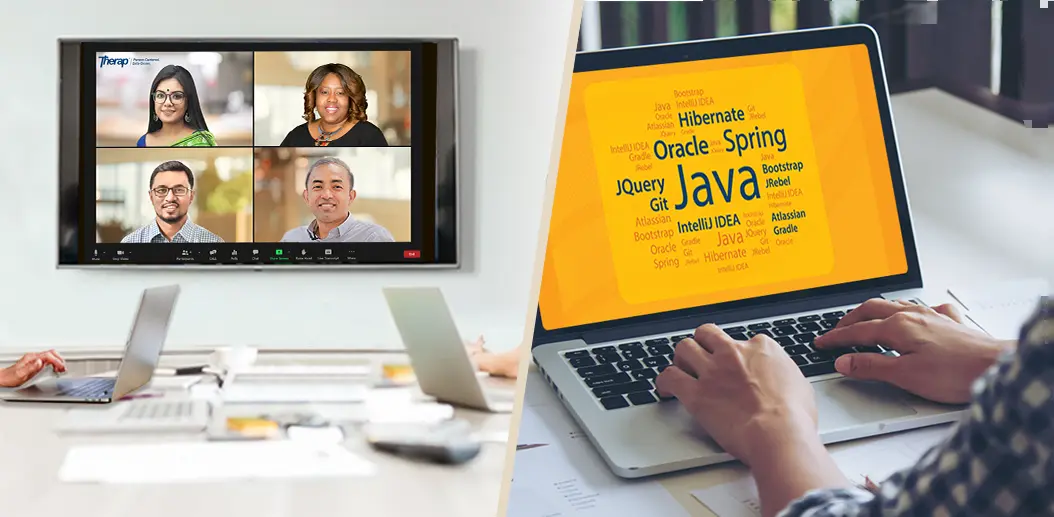 Therap
Person-Centered.
Data-Driven.
End
Bootstrap
Java IntelliJ IDEA
Oracle Hibernate Git
Atlassian JRebel
JQuery Oracle
IntelliJ IDEA Oracle Spring
Gradle
JRebel Java
JQuery Java Bootstrap
Git JRebel
IntelliJ IDEA
Atlassian IntelliJ IDEA Oracle Atlassian
Bootstrap Gradle Java JQuery Gradle
Oracle Git Git Oracle
Spring JRebel Hibernate JRebel
IntelliJ IDEA